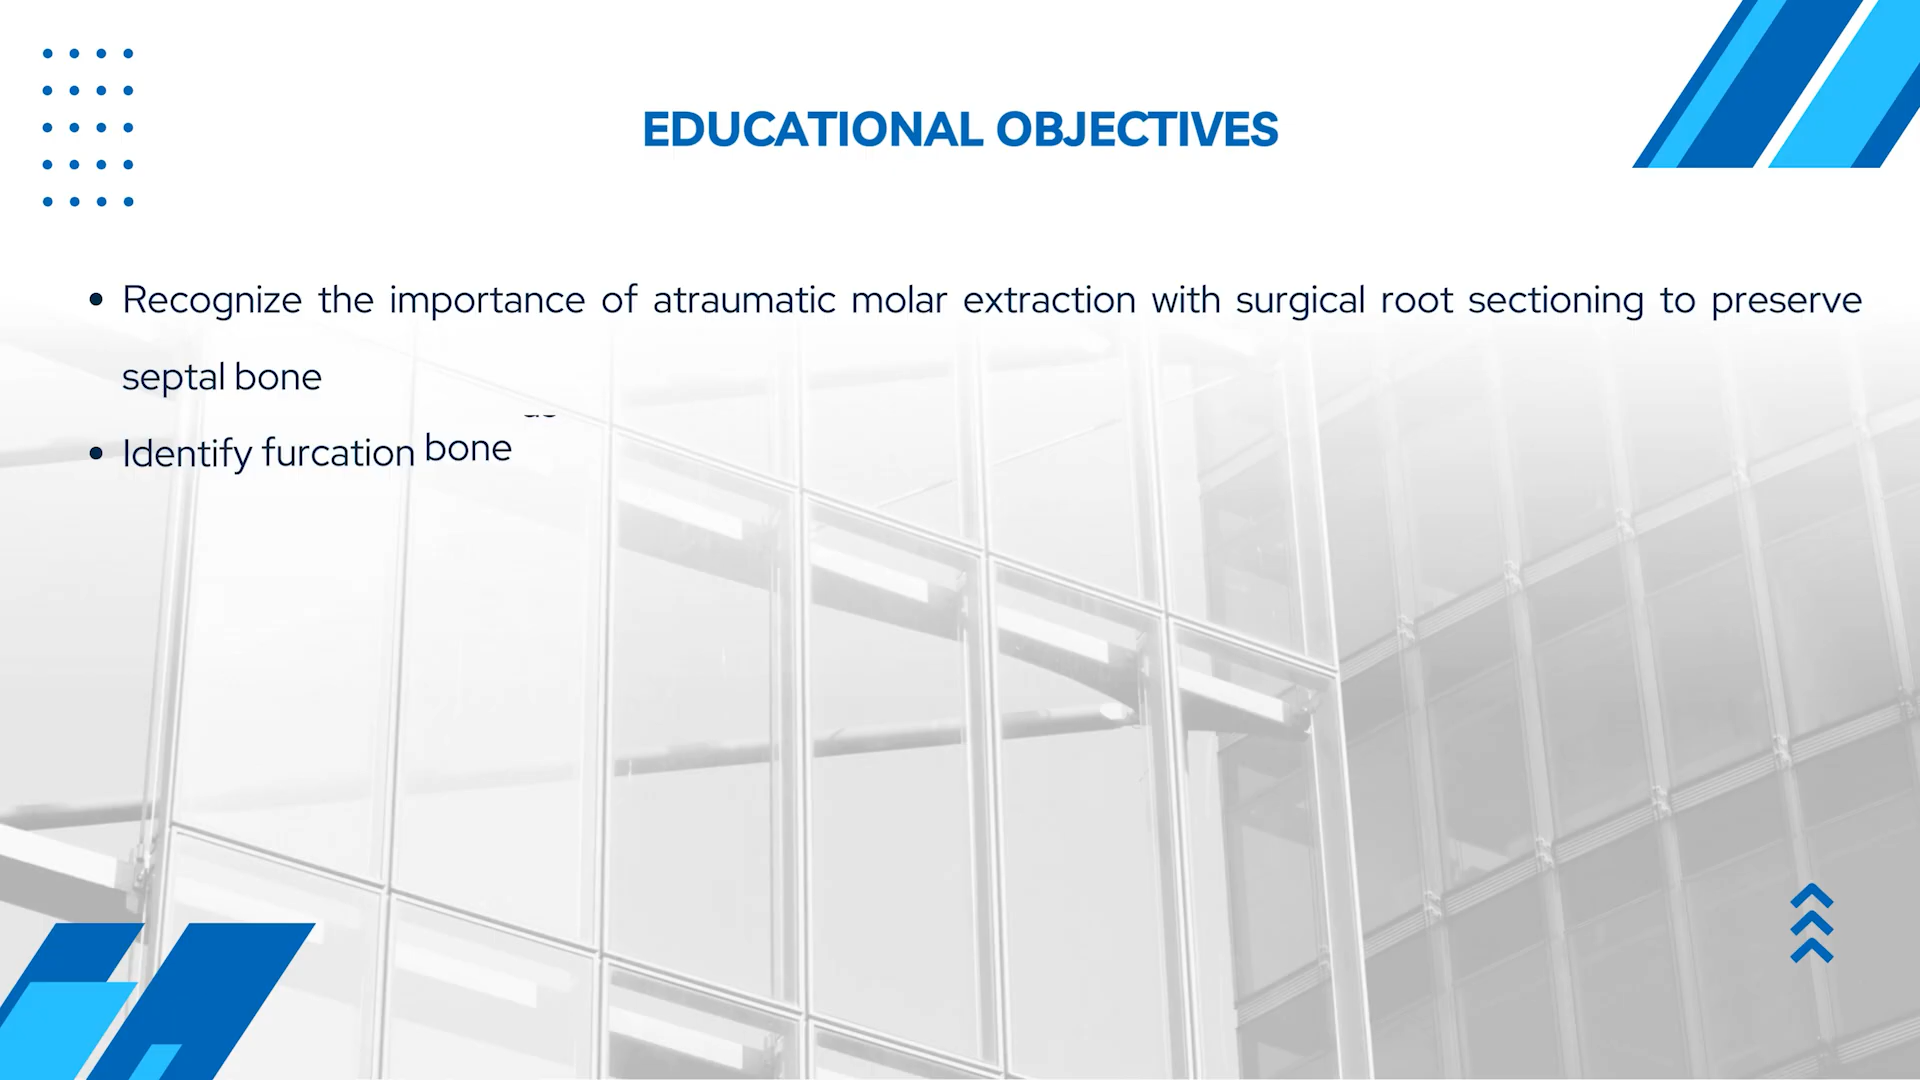 EDUCATIONAL OBJECTIVES
• Recognize the importance of atraumatic molar extraction with surgical root sectioning to preserve
septal bone
• Identify furcation bone